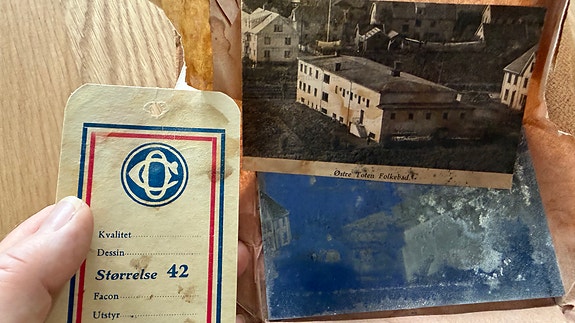 Østre Toten Folkebad.
Kvalitet
Dessin
Størrelse 42
Facon
Utstyr